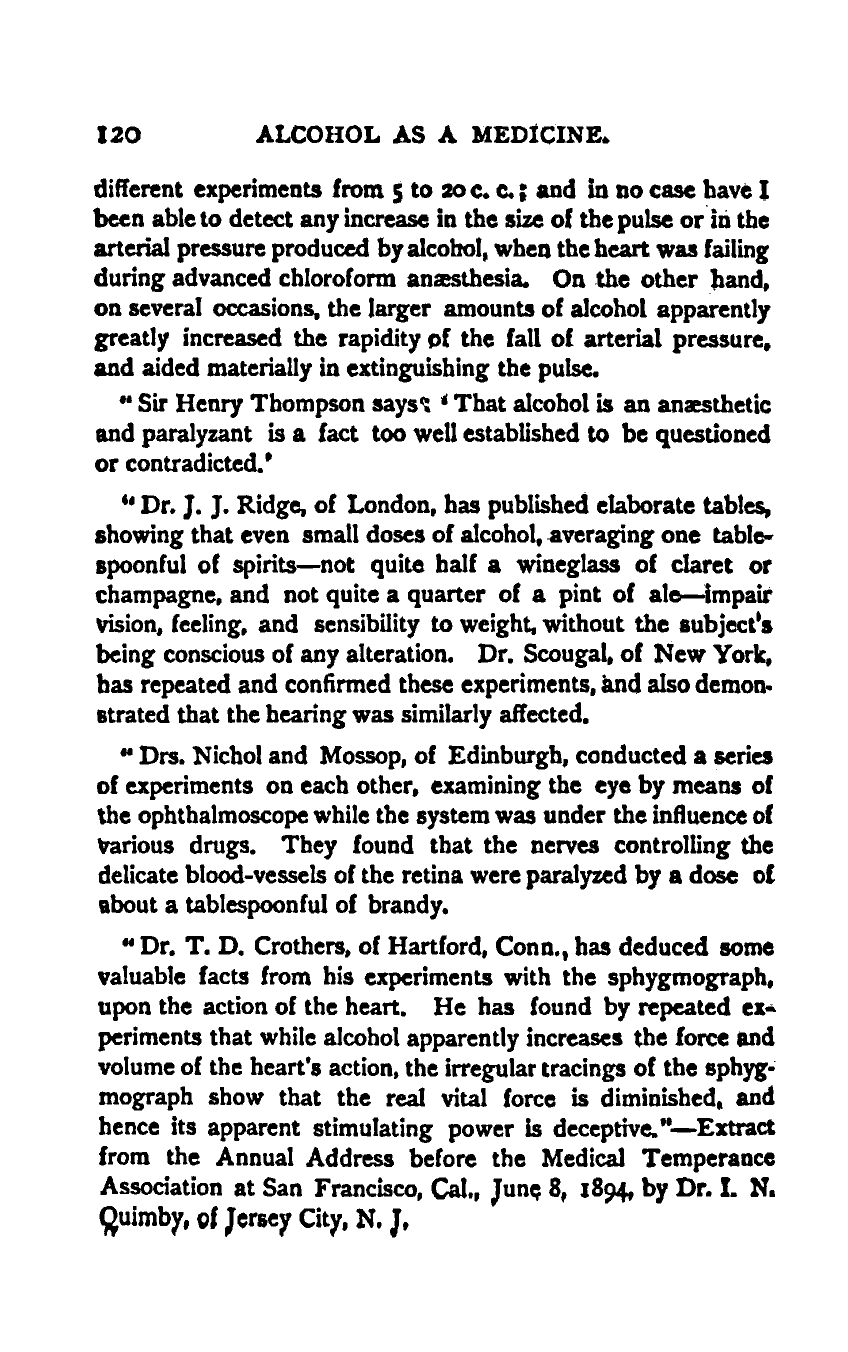 120 ALCOHOL AS A MEDICINE.
different experiments from 5 to 20 c. c.; and in no case have I
been able to detect any increase in the size of the pulse or in the
arterial pressure produced by alcohol, when the heart was failing
during advanced chloroform anæsthesia. On the other hand,
on several occasions, the larger amounts of alcohol apparently
greatly increased the rapidity of the fall of arterial pressure,
and aided materially in extinguishing the pulse.
"Sir Henry Thompson says: 'That alcohol is an anæsthetic
and paralyzant is a fact too well established to be questioned
or contradicted.'
"Dr. J. J. Ridge, of London, has published elaborate tables,
showing that even small doses of alcohol, averaging one table-
spoonful of spirits—not quite half a wineglass of claret or
champagne, and not quite a quarter of a pint of ale—impair
vision, feeling, and sensibility to weight, without the subject's
being conscious of any alteration. Dr. Scougal, of New York,
has repeated and confirmed these experiments, and also demon-
strated that the hearing was similarly affected.
"Drs. Nichol and Mossop, of Edinburgh, conducted a series
of experiments on each other, examining the eye by means of
the ophthalmoscope while the system was under the influence of
various drugs. They found that the nerves controlling the
delicate blood-vessels of the retina were paralyzed by a dose of
about a tablespoonful of brandy.
"Dr. T. D. Crothers, of Hartford, Conn., has deduced some
valuable facts from his experiments with the sphygmograph,
upon the action of the heart. He has found by repeated ex-
periments that while alcohol apparently increases the force and
volume of the heart's action, the irregular tracings of the sphyg-
mograph show that the real vital force is diminished, and
hence its apparent stimulating power is deceptive."—Extract
from the Annual Address before the Medical Temperance
Association at San Francisco, Cal., June 8, 1894, by Dr. I. N.
Quimby, of Jersey City, N. J.